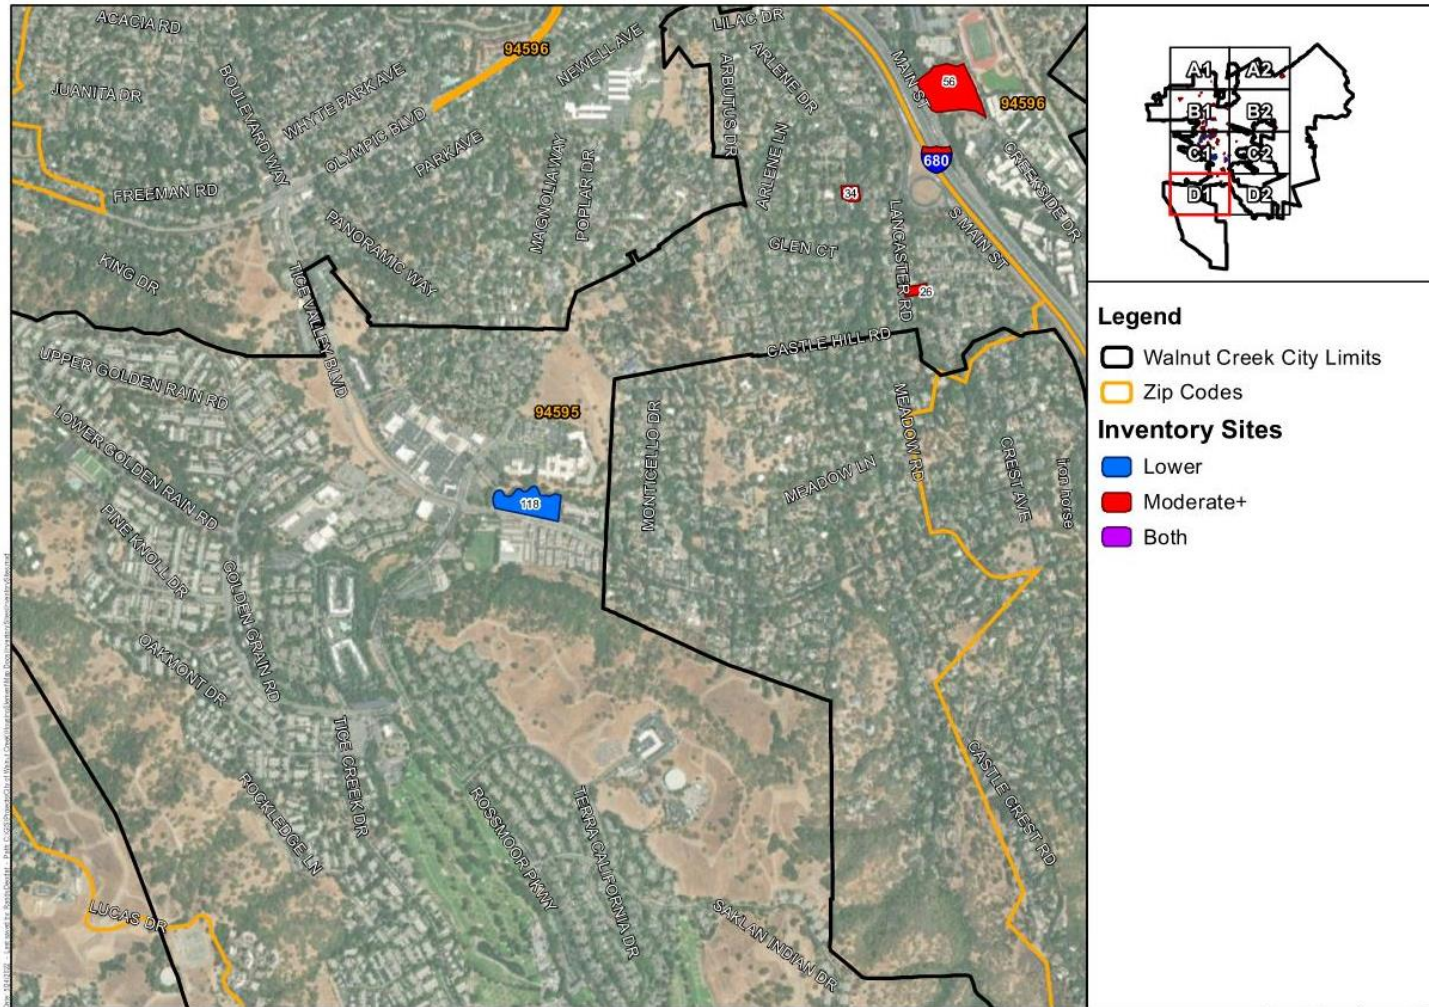 ACACIA RD
LILAC DR
94596
NEWELL AVE
ARLENE DR
MAIN ST
56
94596
JUANITA DR
BOULEVARD WAY
WHYTE PARK AVE
OLYMPIC BLVD
PARK AVE
ARBUTUS DR
ARLENE LN
680
CREEKSIDE DR
FREEMAN RD
MAGNOLIA WAY
POPLAR DR
34
LANCASTER RD
S MAIN ST
PANORAMIC WAY
GLEN CT
KING DR
TICE VALLEY BLVD
26
CASTLE HILL RD
UPPER GOLDEN RAIN RD
LOWER GOLDEN RAIN RD
94595
MONTICELLO DR
MEADOW RD
MEADOW LN
CREST AVE
iron horse
118
PINE KNOLL DR
GOLDEN GRAIN RD
OAKMONT DR
TICE CREEK DR
ROCKLEDGE LN
ROSSMOOR PKWY
TERRA CALIFORNIA DR
CASTLE CREST RD
LUCAS DR
SAKLAN INDIAN DR
A1
A2
B1
B2
C1
C2
D1
D2
Legend
Walnut Creek City Limits
Zip Codes
Inventory Sites
Lower
Moderate+
Both